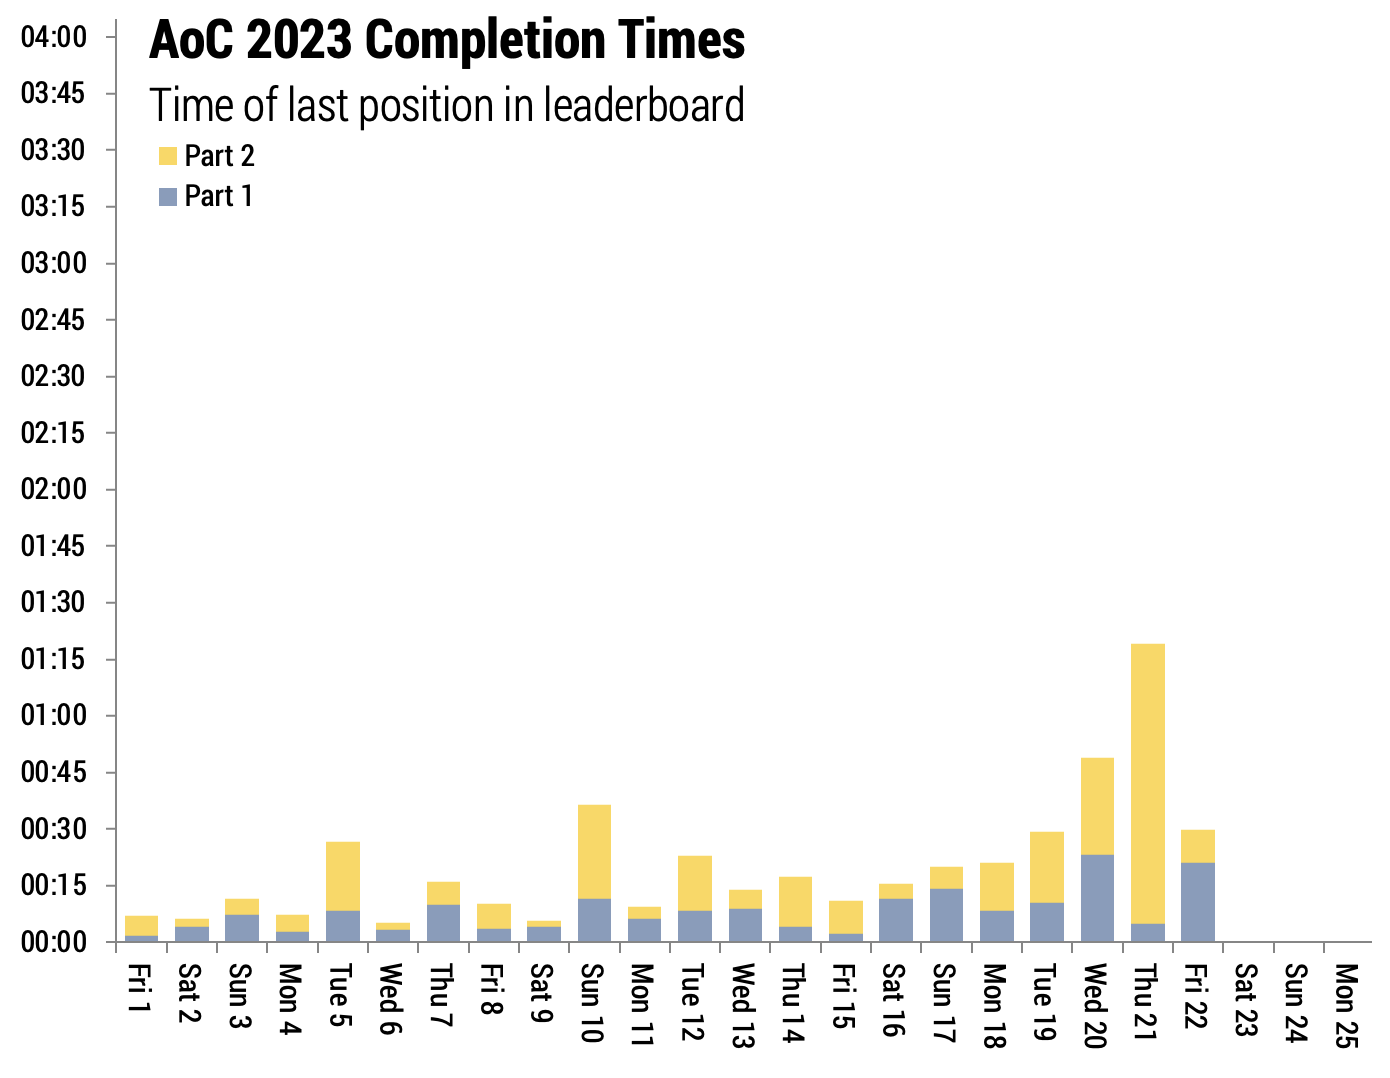 AoC 2023 Completion Times
Time of last position in leaderboard
Part 2
Part 1
04:00
03:45
03:30
03:15
03:00
02:45
02:30
02:15
02:00
01:45
01:30
01:15
01:00
00:45
00:30
00:15
00:00
Fri 1
Sat 2
Sun 3
Mon 4
Tue 5
Wed 6
Thu 7
Fri 8
Sat 9
Sun 10
Mon 11
Tue 12
Wed 13
Thu 14
Fri 15
Sat 16
Sun 17
Mon 18
Tue 19
Wed 20
Thu 21
Fri 22
Sat 23
Sun 24
Mon 25